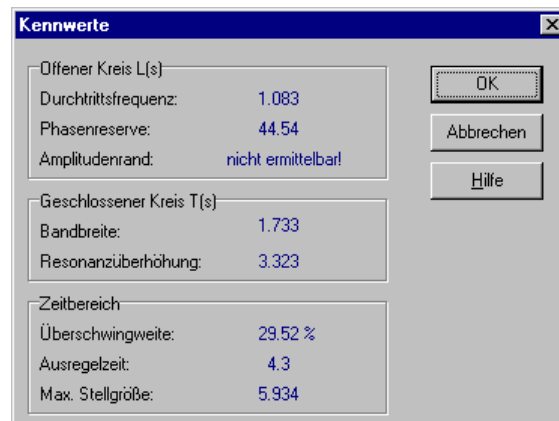 Kennwerte
Offener Kreis L(s)
Durchtrittsfrequenz: 1.083
Phasenreserve: 44.54
Amplitudenrand: nicht ermittelbar!
Geschlossener Kreis T(s)
Bandbreite: 1.733
Resonanzüberhöhung: 3.323
Zeitbereich
Überschwingweite: 29.52 %
Ausregelzeit: 4.3
Max. Stellgröße: 5.934
OK
Abbrechen
Hilfe